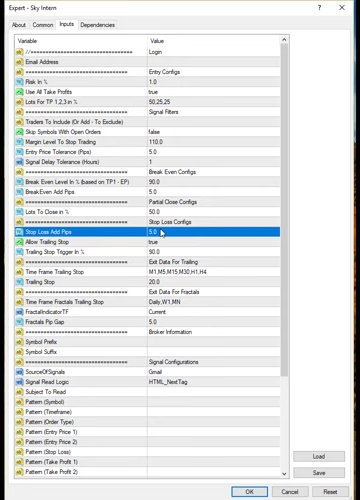 Expert - Sky Intern
? ×
About Common Inputs Dependencies
Variable Value
//================================== Login
Email Address
================================== Entry Configs
Risk In % 1.0
Use All Take Profits true
Lots For TP 1,2,3 in % 50,25,25
================================== Signal Filters
Traders To Include (Or Add - To Exclude)
Skip Symbols With Open Orders false
Margin Level To Stop Trading 110.0
Entry Price Tolerance (Pips) 5.0
Signal Delay Tolerance (Hours) 1
================================== Break Even Configs
Break Even Level In % (based on TP1 - EP) 90.0
BreakEven Add Pips 5.0
================================== Partial Close Configs
Lots To Close in % 50.0
================================== Stop Loss Configs
Stop Loss Add Pips 5.0
Allow Trailing Stop true
Trailing Stop Trigger In % 90.0
================================== Exit Data For Trailing
Time Frame Trailing Stop M1,M5,M15,M30,H1,H4
Trailing Stop 20.0
================================== Exit Data For Fractals
Time Frame Fractals Trailing Stop Daily,W1,MN
FractalIndicatorTF Current
Fractals Pip Gap 5.0
================================== Broker Information
Symbol Prefix
Symbol Suffix
================================== Signal Configurations
SourceOfSignals Gmail
Signal Read Logic HTML_NextTag
Subject To Read
Pattern (Symbol)
Pattern (Timeframe)
Pattern (Order Type)
Pattern (Entry Price 1)
Pattern (Entry Price 2)
Pattern (Stop Loss)
Pattern (Take Profit 1)
Pattern (Take Profit 2)
Load
Save
OK Cancel Reset